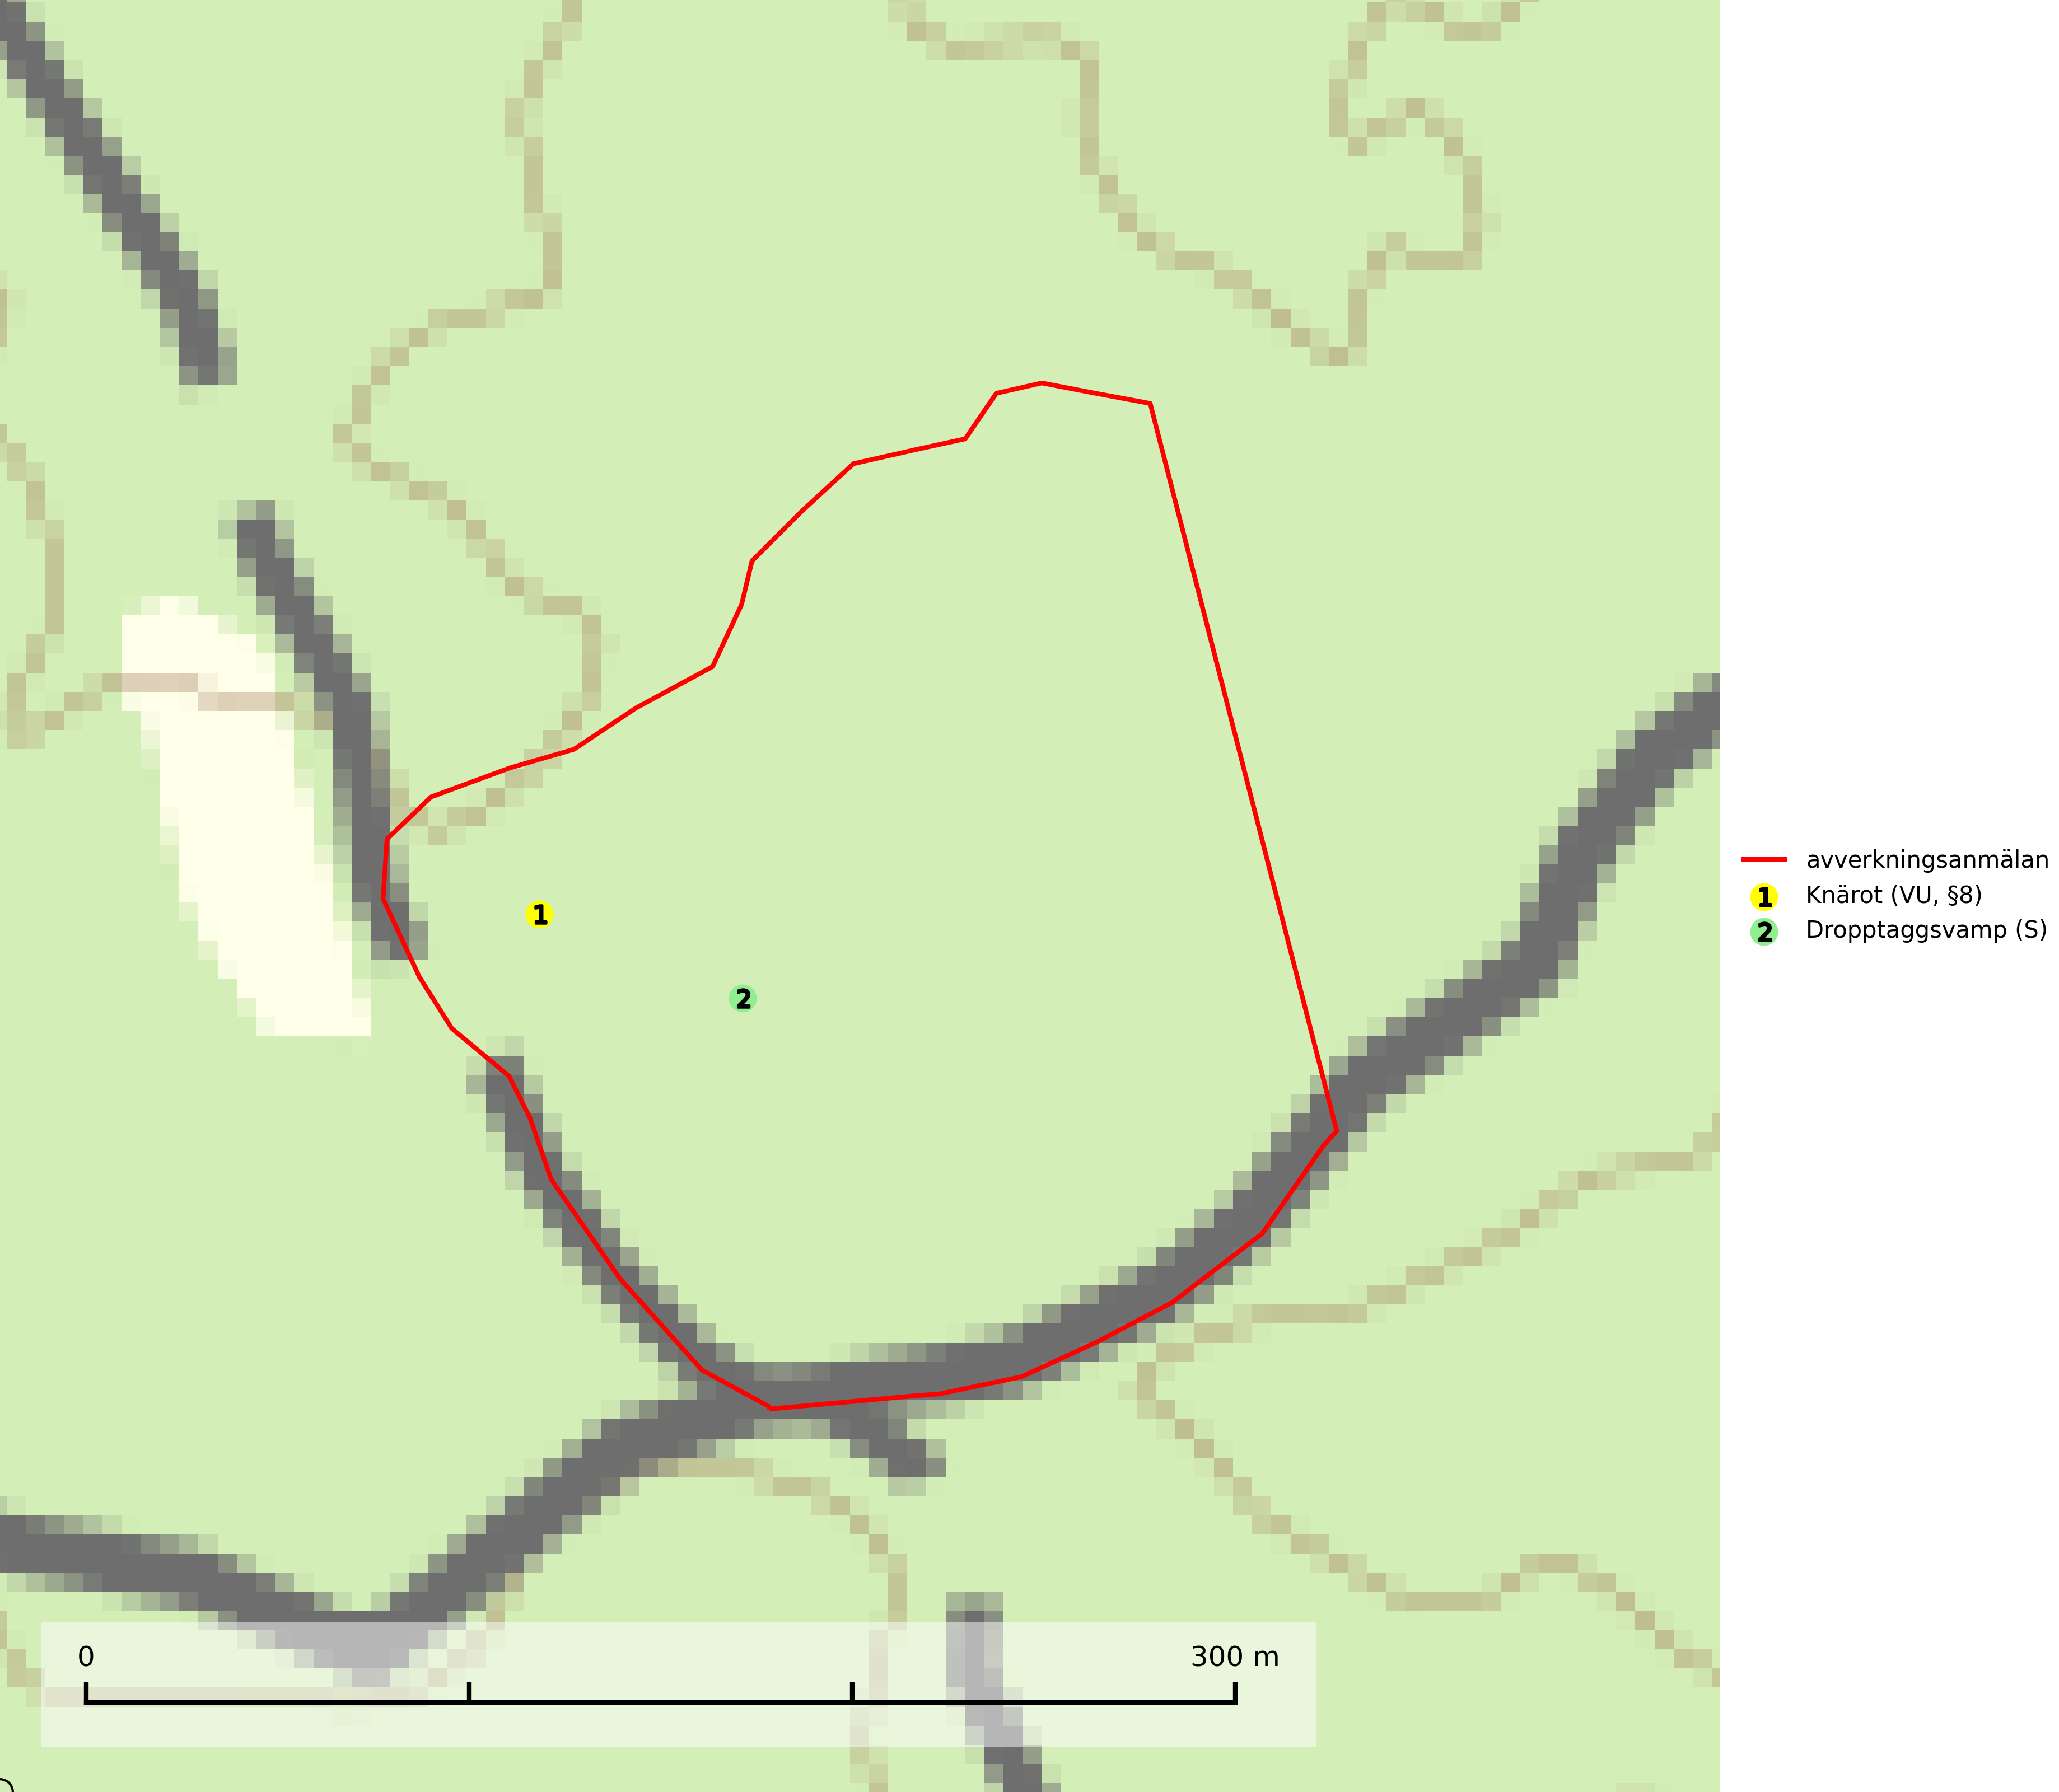 1
2
avverkningsanmälan
1 Knärot (VU, §8)
2 Dropptaggsvamp (S)
0 300 m